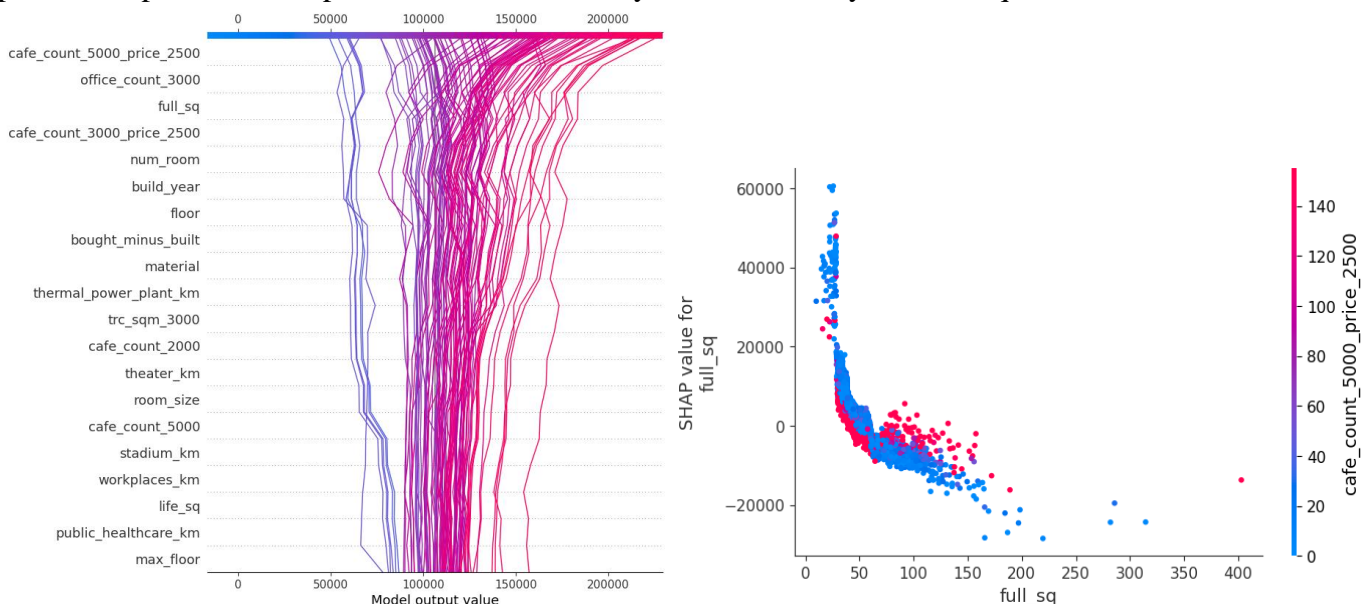 0 50000 100000 150000 200000
cafe_count_5000_price_2500
office_count_3000
full_sq
cafe_count_3000_price_2500
num_room
build_year
floor
bought_minus_built
material
thermal_power_plant_km
trc_sqm_3000
cafe_count_2000
theater_km
room_size
cafe_count_5000
stadium_km
workplaces_km
life_sq
public_healthcare_km
max_floor
0 50000 100000 150000 200000
Model output value
SHAP value for
full_sq
60000
40000
20000
0
−20000
0 50 100 150 200 250 300 350 400
full_sq
140
120
100
80
60
40
20
0
cafe_count_5000_price_2500